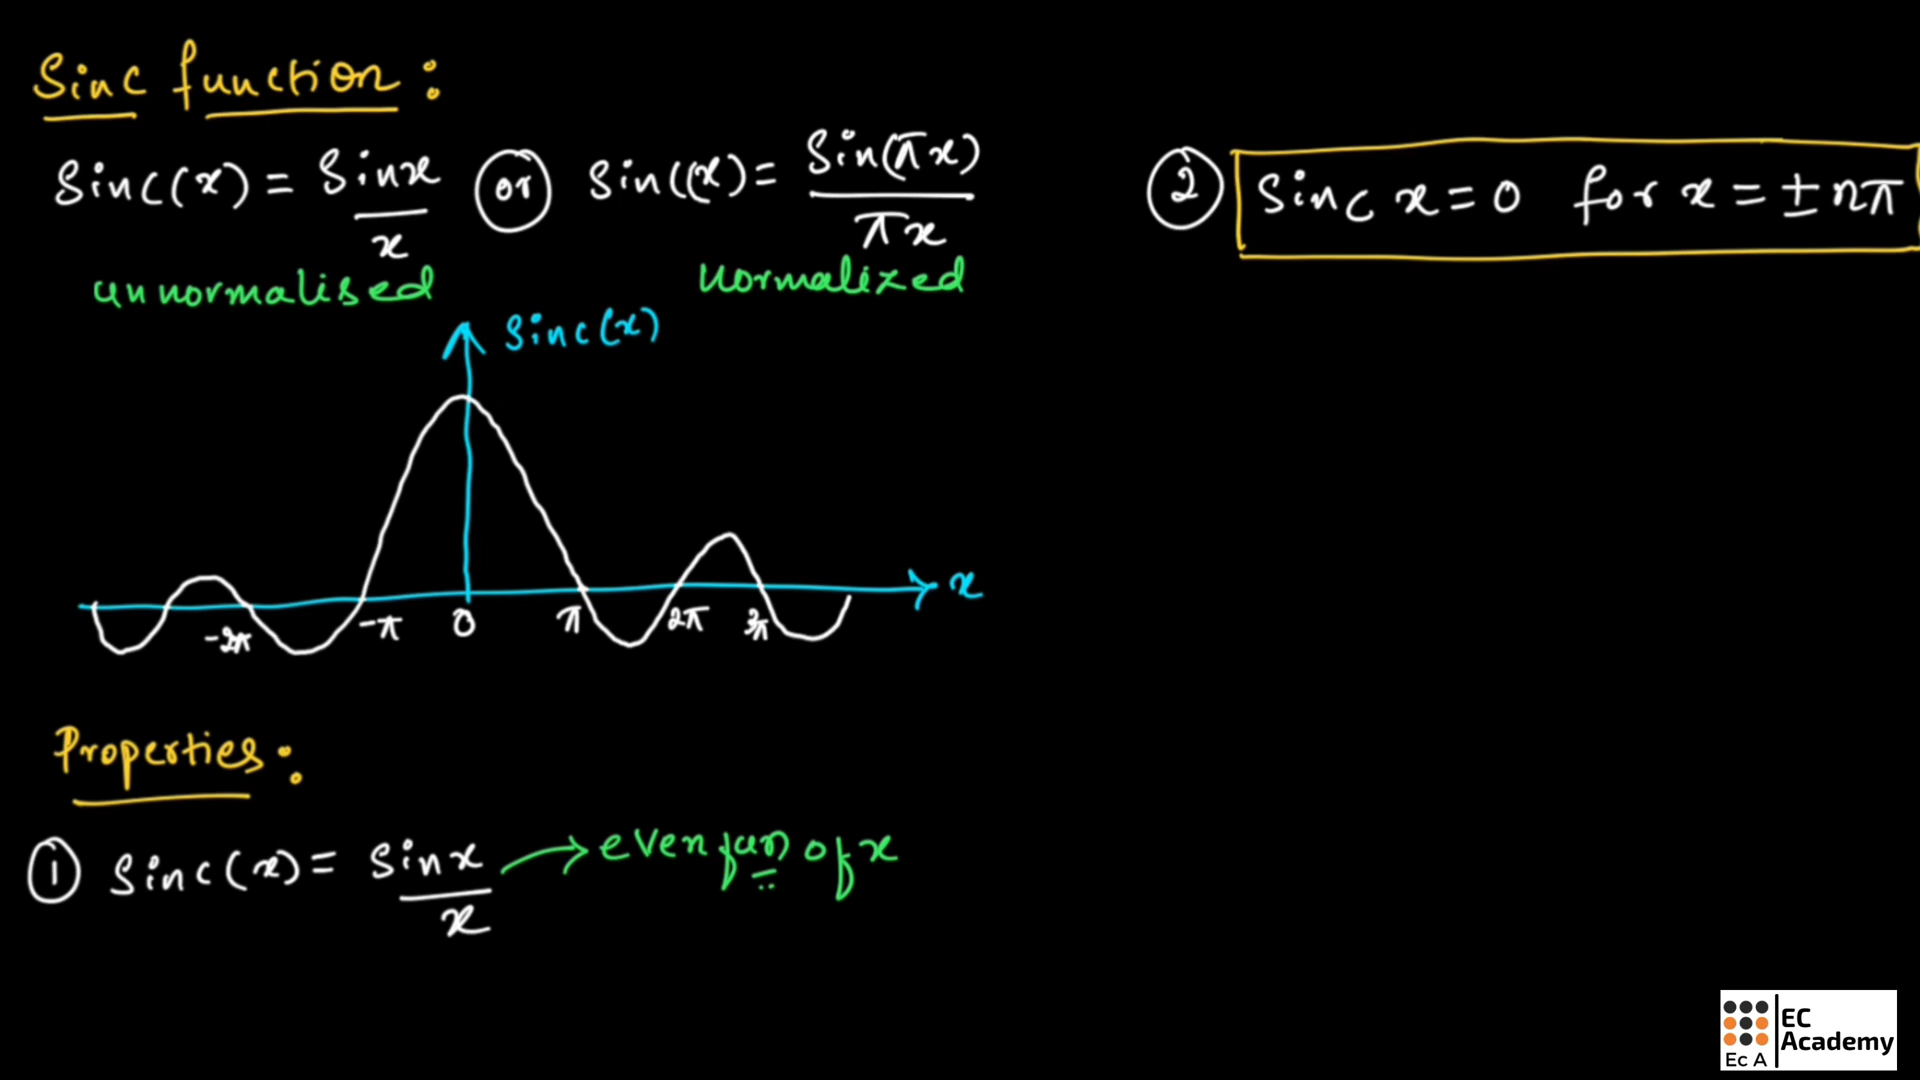 Sinc function :
Sinc(x) = Sinx/x or Sinc(x) = Sin(πx)/πx
unnormalised normalized
Sinc(x)
x
-2π -π 0 π 2π 3π
Properties :
① Sinc(x) = Sinx/x → even fun of x
② Sinc x = 0 for x = ± nπ
EC
Academy
Ec A